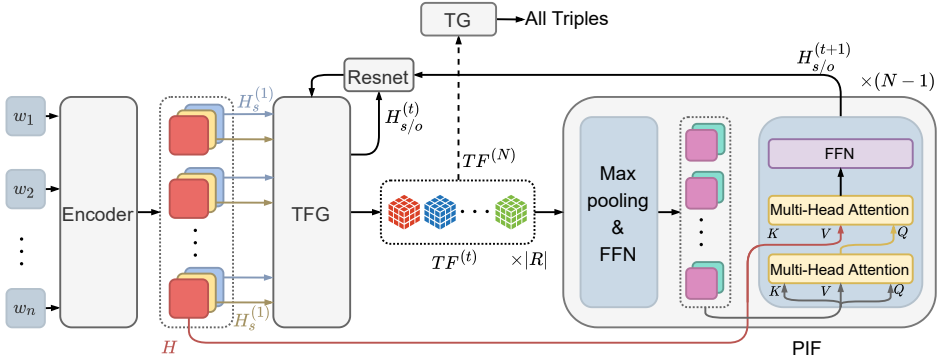 TG
All Triples
Resnet
H_{s/o}^{(t+1)}
×(N−1)
w_1
w_2
w_n
Encoder
H_s^{(1)}
H_s^{(1)}
H
TFG
H_{s/o}^{(t)}
TF^{(N)}
TF^{(t)}
×|R|
Max
pooling
&
FFN
FFN
Multi-Head Attention
K V Q
Multi-Head Attention
K V Q
PIF